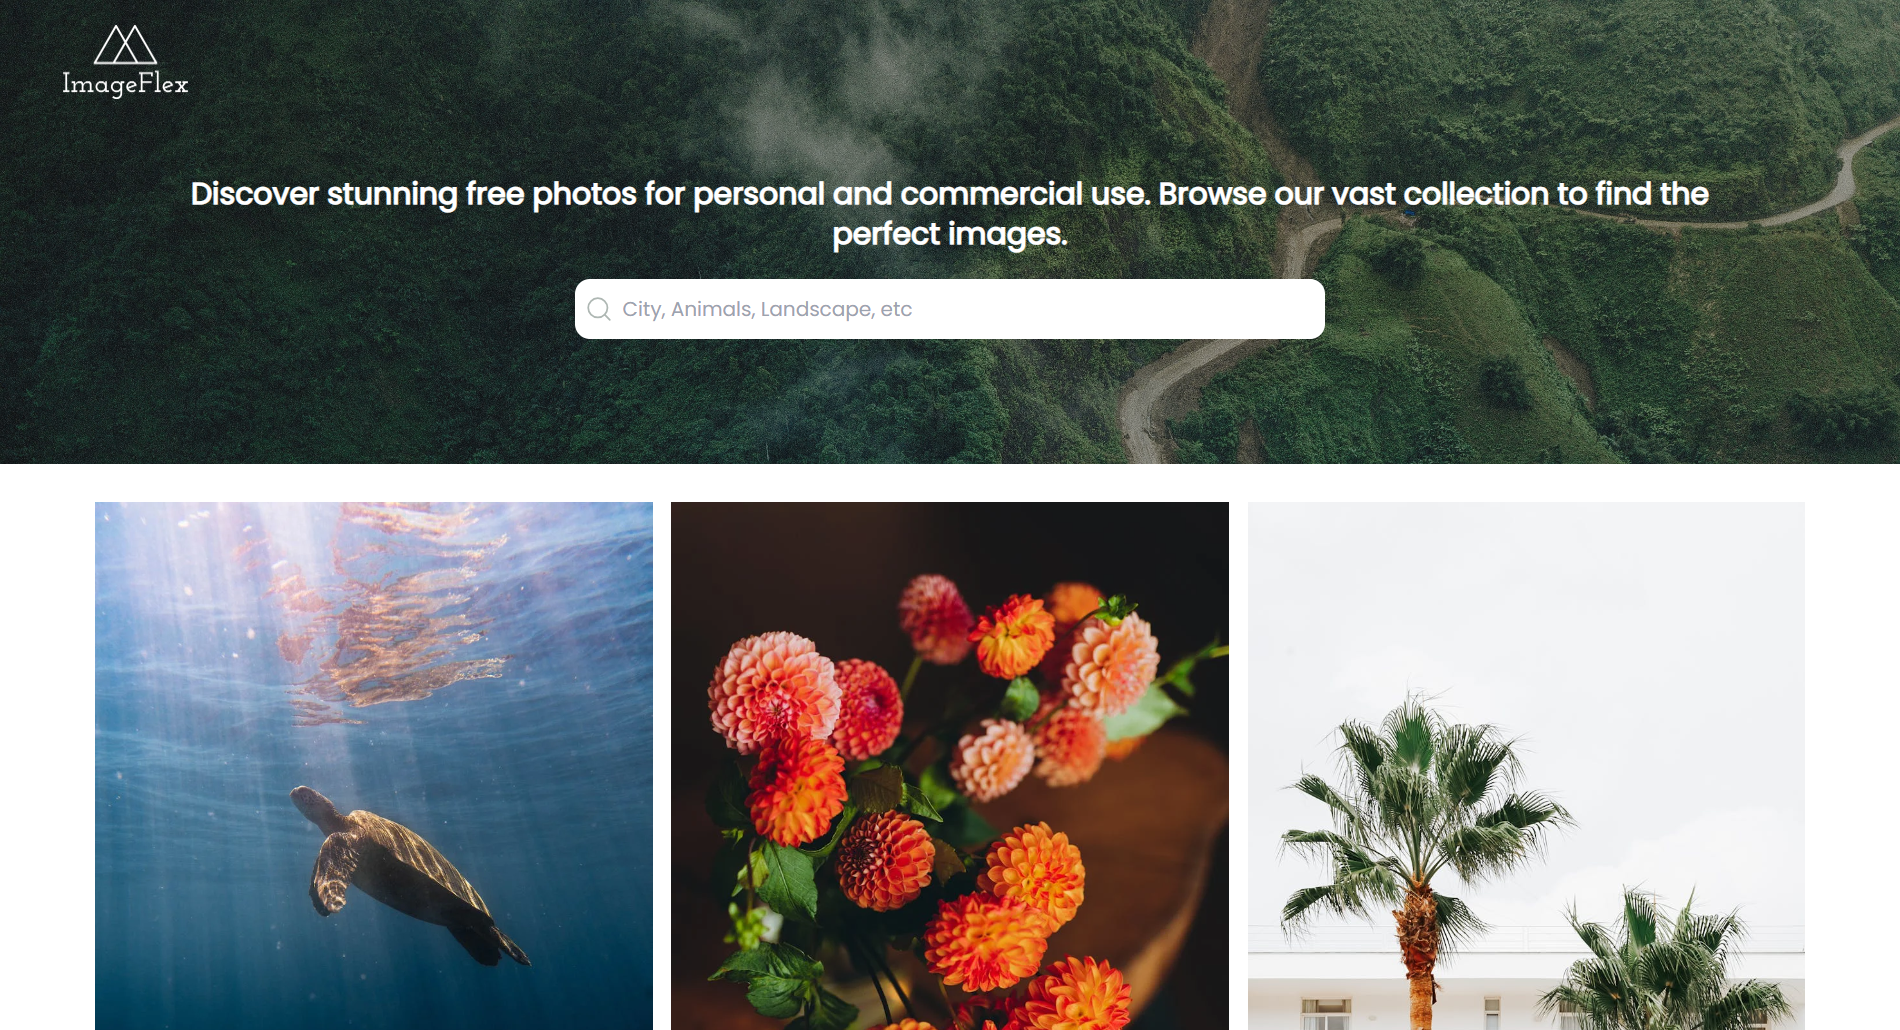 ImageFlex
Discover stunning free photos for personal and commercial use. Browse our vast collection to find the
perfect images.
City, Animals, Landscape, etc